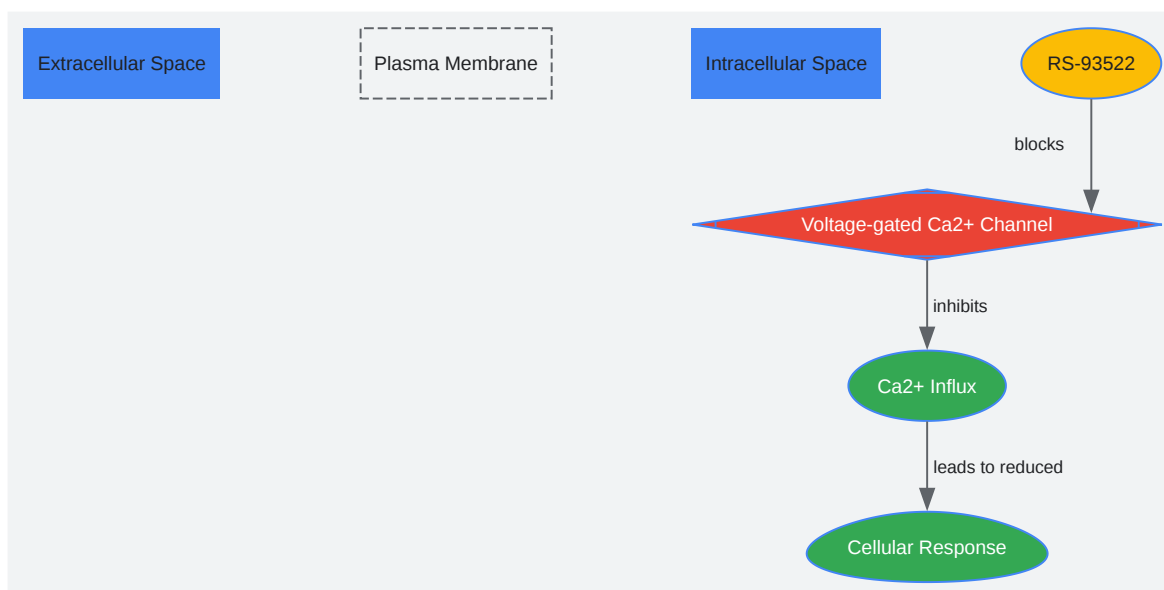 Extracellular Space
Plasma Membrane
Intracellular Space
RS-93522
blocks
Voltage-gated Ca2+ Channel
inhibits
Ca2+ Influx
leads to reduced
Cellular Response